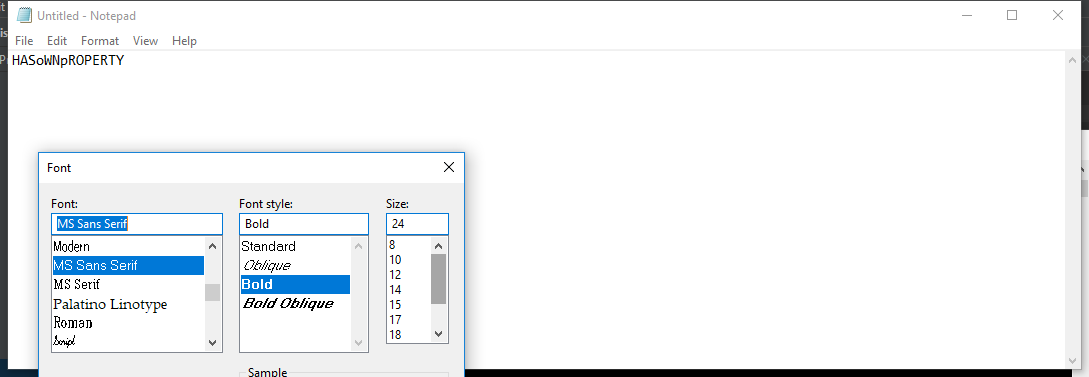 Untitled - Notepad
File Edit Format View Help
HASoWNpROPERTY
Font
Font: Font style: Size:
MS Sans Serif Bold 24
Modern Standard 8
MS Sans Serif Oblique 10
MS Serif Bold 12
Palatino Linotype Bold Oblique 14
Roman 15
Script 17
18
Sample